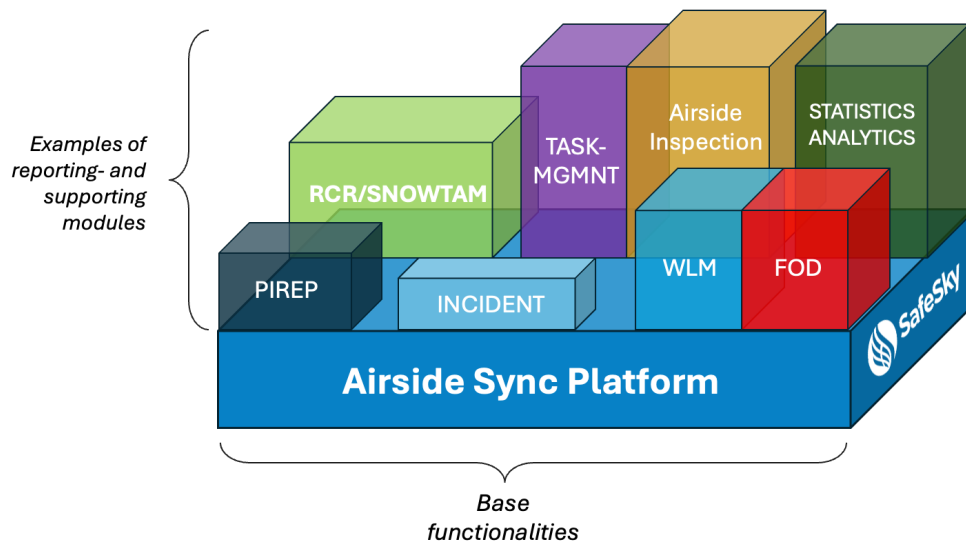 Examples of
reporting- and
supporting
modules
RCR/SNOWTAM
TASK-
MGMNT
Airside
Inspection
STATISTICS
ANALYTICS
PIREP
INCIDENT
WLM
FOD
Airside Sync Platform
SafeSky
Base
functionalities